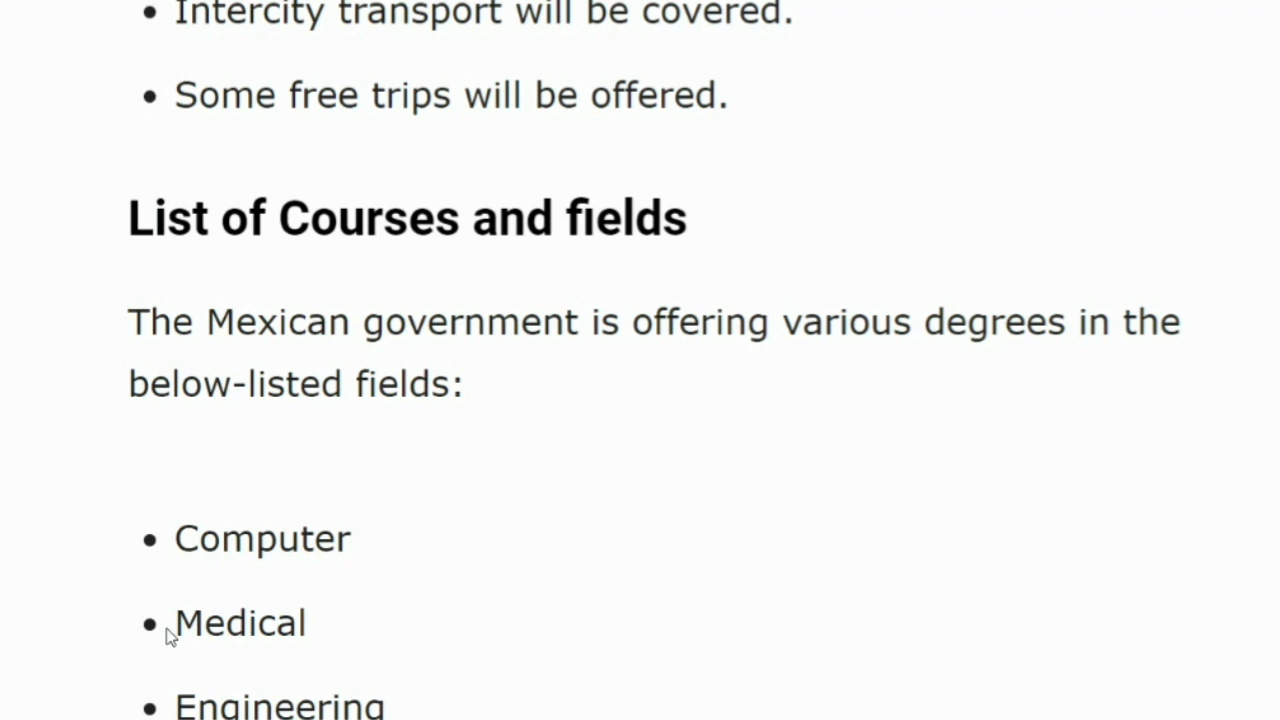 Intercity transport will be covered.
Some free trips will be offered.
List of Courses and fields
The Mexican government is offering various degrees in the
below-listed fields:
Computer
Medical
Engineering